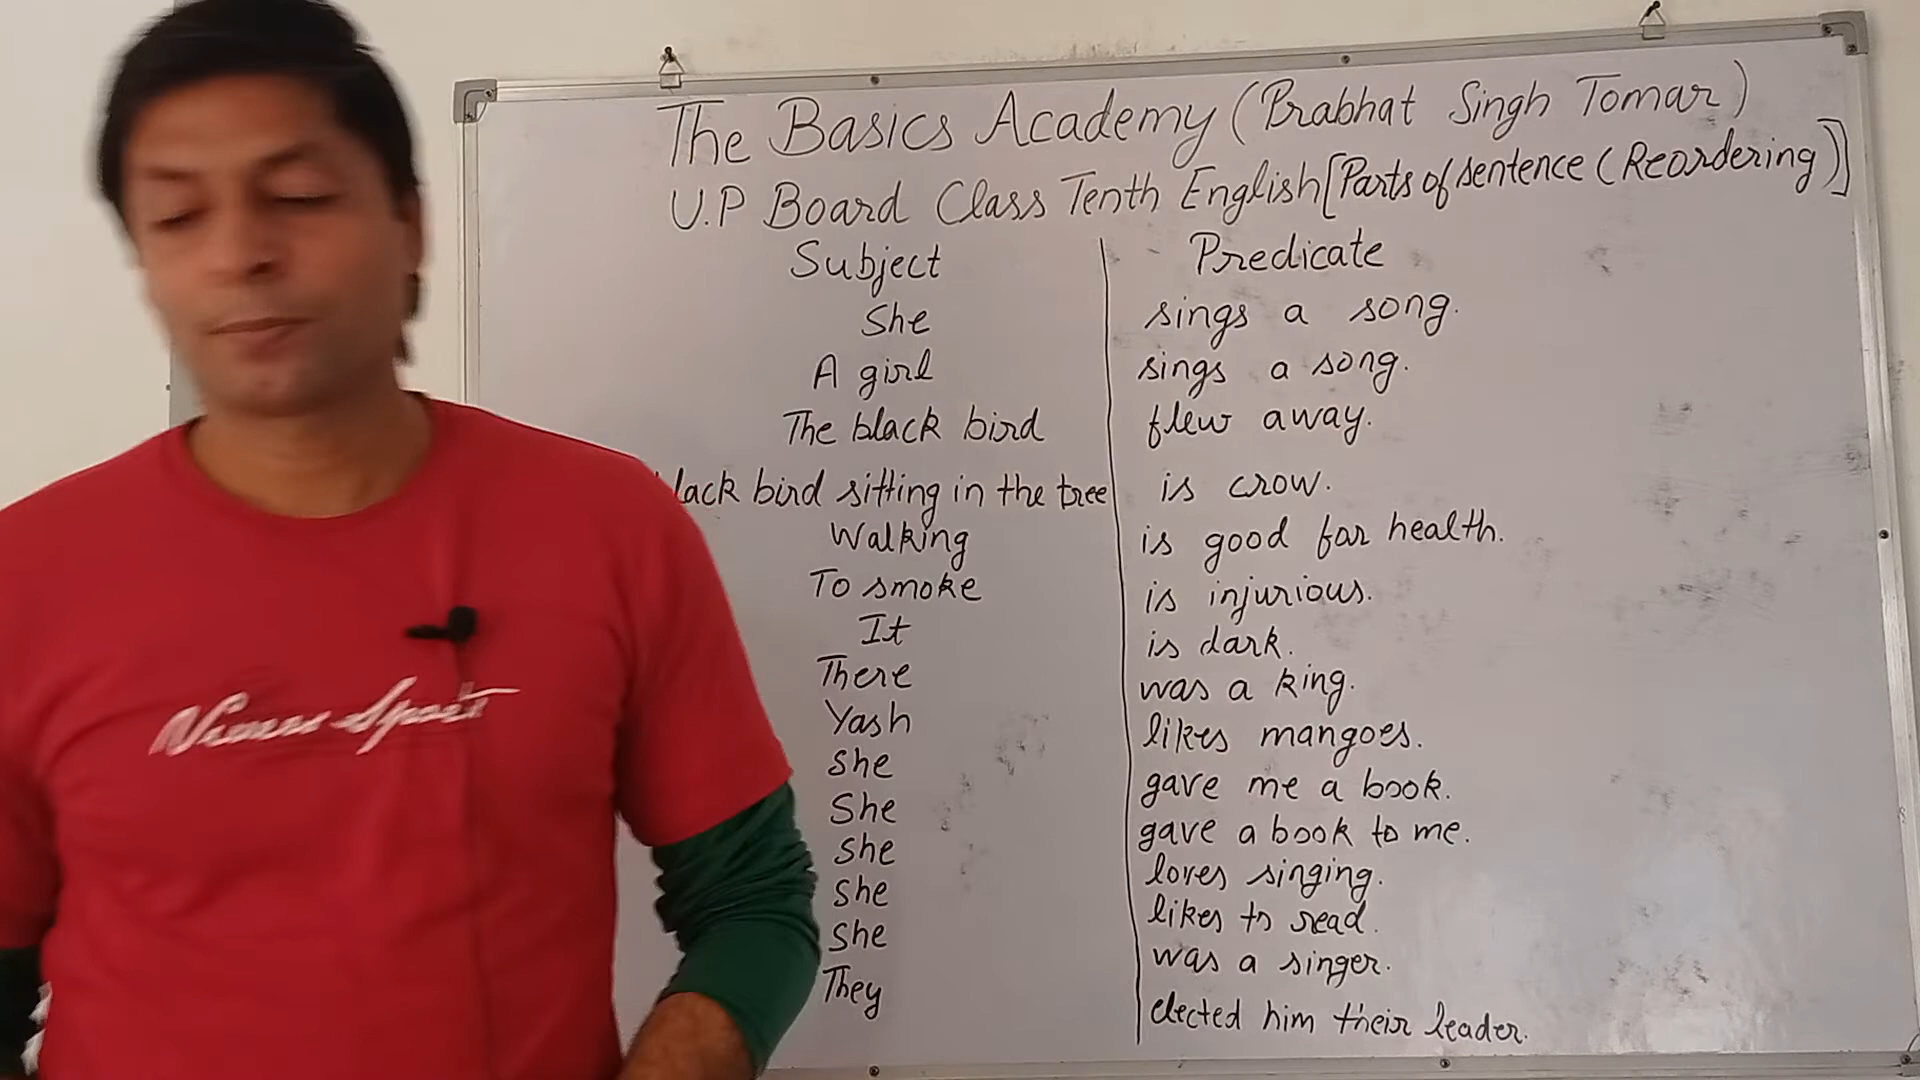 The Basics Academy (Prabhat Singh Tomar)
U.P Board Class Tenth English [Parts of sentence (Reordering)]
Subject Predicate
She sings a song.
A girl sings a song.
The black bird flew away.
lack bird sitting in the tree is crow.
Walking is good for health.
To smoke is injurious.
It is dark.
There was a king.
Yash likes mangoes.
She gave me a book.
She gave a book to me.
She loves singing.
She likes to read.
She was a singer.
They elected him their leader.